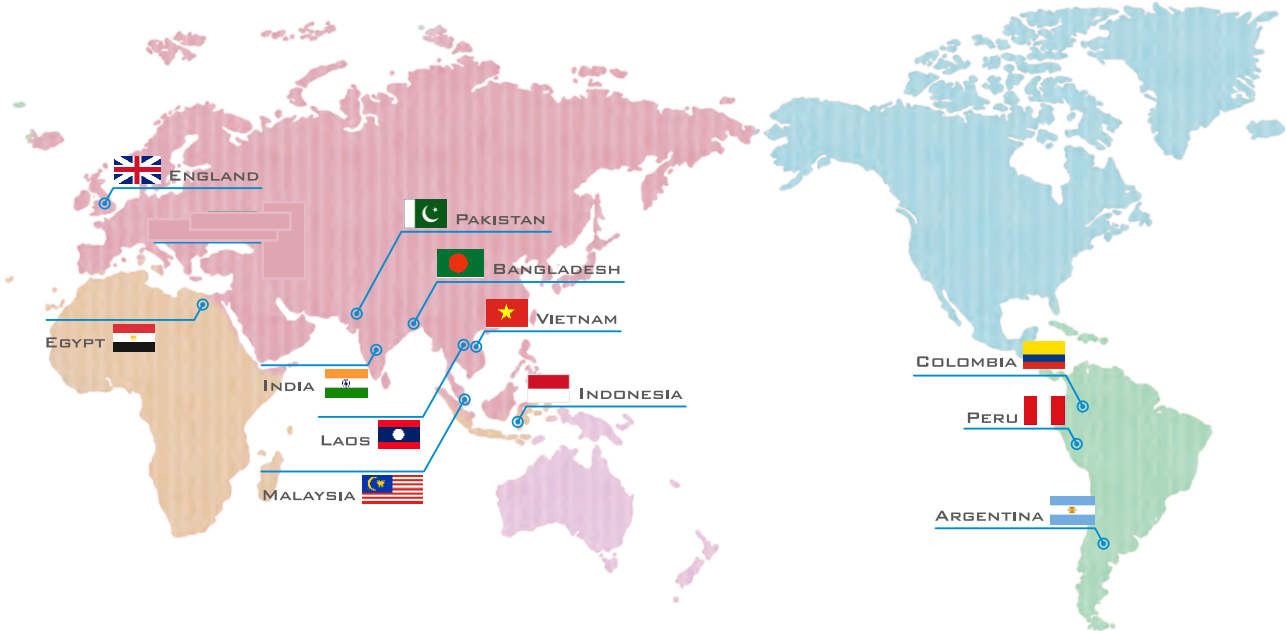 ENGLAND
PAKISTAN
BANGLADESH
VIETNAM
EGYPT
INDIA
INDONESIA
LAOS
MALAYSIA
COLOMBIA
PERU
ARGENTINA